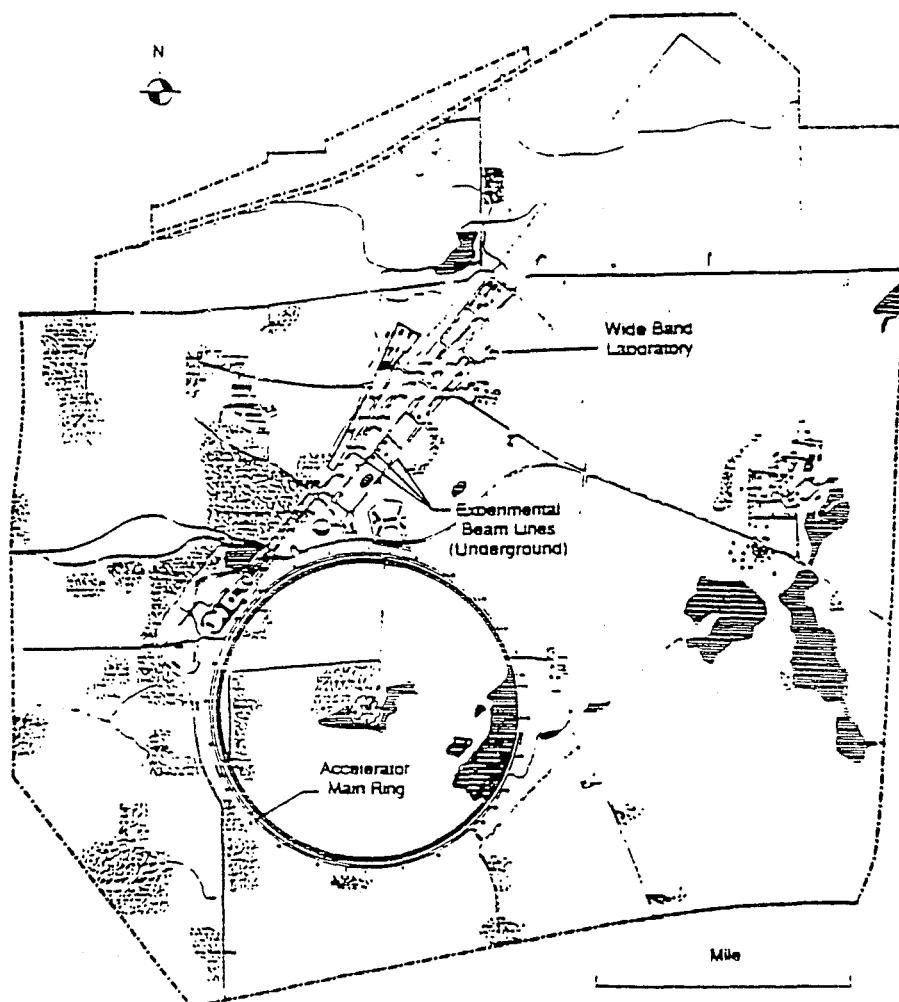 N
Wide Band
Laboratory
Experimental
Beam Lines
(Underground)
Accelerator
Main Ring
Mile